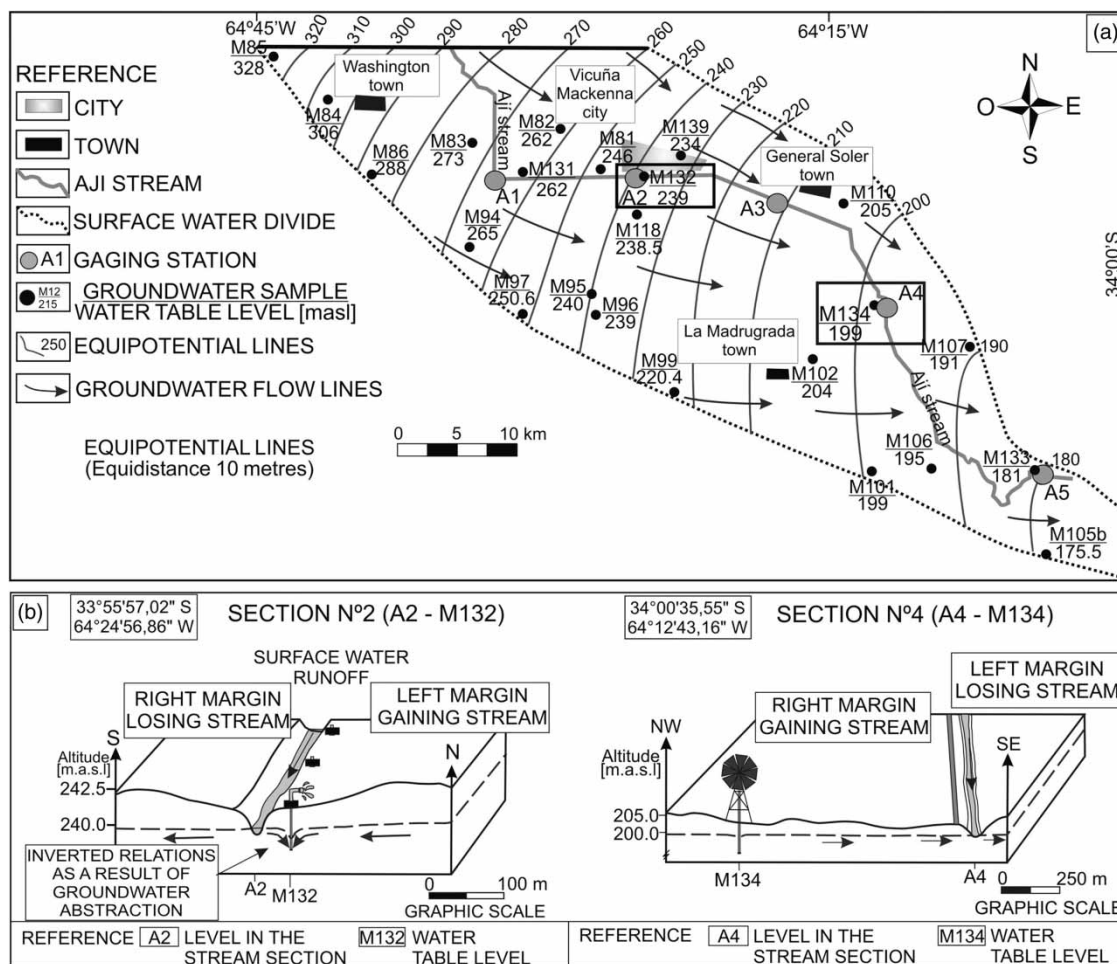 64°45'W
64°15'W
(a)
320
310
300
290
280
270
260
250
240
230
220
210
200
190
180
34°00'S
N
O
E
S
REFERENCE
CITY
TOWN
AJI STREAM
SURFACE WATER DIVIDE
A1 GAGING STATION
M12
215
GROUNDWATER SAMPLE
WATER TABLE LEVEL [masl]
250 EQUIPOTENTIAL LINES
GROUNDWATER FLOW LINES
EQUIPOTENTIAL LINES
(Equidistance 10 metres)
0 5 10 km
M85
328
Washington
town
M84
306
M86
288
M83
273
Aji stream
Vicuña
Mackenna
city
M82
262
M81
246
M139
234
General Soler
town
M110
205
A1
M131
262
A2
M132
239
A3
M118
238.5
M94
265
M97
250.6
M95
240
M96
239
M99
220.4
La Madrugrada
town
M102
204
M134
199
A4
M107
191
Ají stream
M106
195
M101
199
M133
181
A5
M105b
175.5
(b)
33°55'57,02" S
64°24'56,86" W
SECTION Nº2 (A2 - M132)
SURFACE WATER
RUNOFF
RIGHT MARGIN
LOSING STREAM
LEFT MARGIN
GAINING STREAM
S
N
Altitude
[m.a.s.l]
242.5
240.0
INVERTED RELATIONS
AS A RESULT OF
GROUNDWATER
ABSTRACTION
A2
M132
0 100 m
GRAPHIC SCALE
REFERENCE A2 LEVEL IN THE
STREAM SECTION
M132 WATER
TABLE LEVEL
34°00'35,55" S
64°12'43,16" W
SECTION Nº4 (A4 - M134)
LEFT MARGIN
LOSING STREAM
RIGHT MARGIN
GAINING STREAM
NW
SE
Altitude
[m.a.s.l]
205.0
200.0
M134
A4
0 250 m
GRAPHIC SCALE
REFERENCE A4 LEVEL IN THE
STREAM SECTION
M134 WATER
TABLE LEVEL